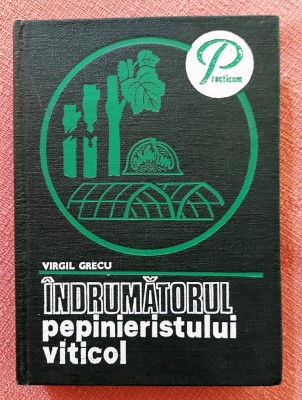 Practicum
VIRGIL GRECU
ÎNDRUMĂTORUL
pepinieristului
viticol